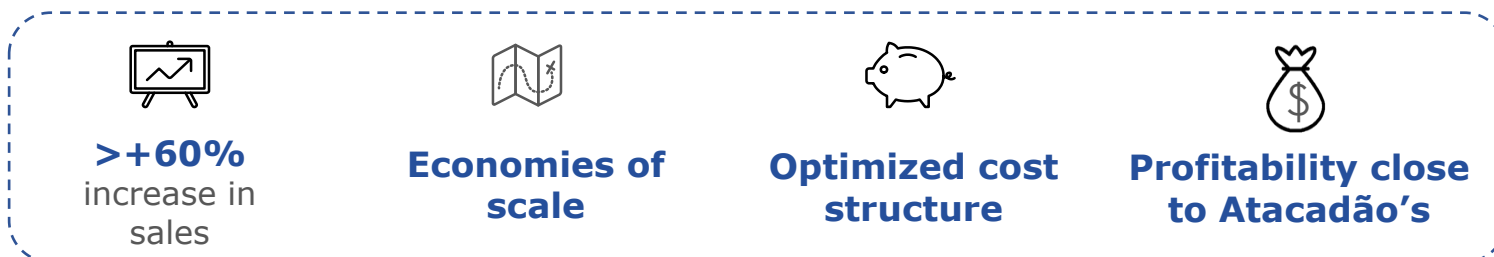 >+60%
increase in
sales
Economies of
scale
Optimized cost
structure
Profitability close
to Atacadão’s
$